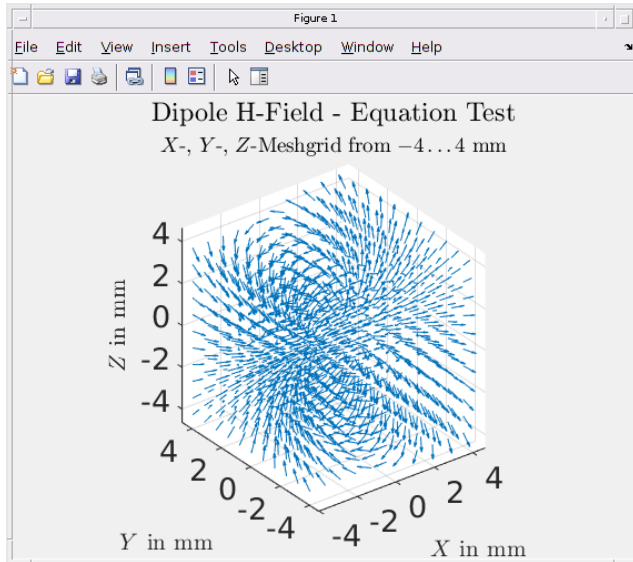 Figure 1
File Edit View Insert Tools Desktop Window Help
Dipole H-Field - Equation Test
X-, Y-, Z-Meshgrid from −4...4 mm
4
2
0
-2
-4
Z in mm
4
2
0
-2
-4
Y in mm
-4
-2
0
2
4
X in mm